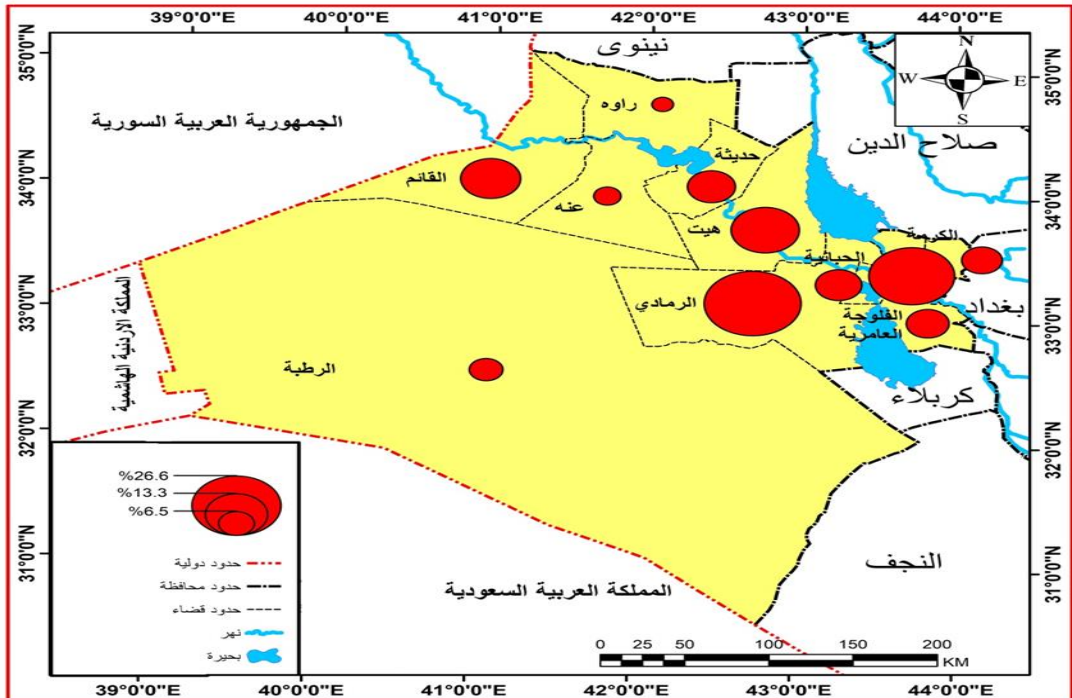 39°0'0"E
40°0'0"E
41°0'0"E
42°0'0"E
43°0'0"E
44°0'0"E
35°0'0"N
34°0'0"N
33°0'0"N
32°0'0"N
31°0'0"N
35°0'0"N
34°0'0"N
33°0'0"N
32°0'0"N
31°0'0"N
N
W
E
S
نينوى
صلاح الدين
الجمهورية العربية السورية
راوه
حديثة
القائم
عنه
هيت
الكرمة
الحبانية
بغداد
الرمادي
الفلوجة
العامرية
المملكة الاردنية الهاشمية
الرطبة
كربلاء
النجف
المملكة العربية السعودية
%26.6
%13.3
%6.5
حدود دولية
حدود محافظة
حدود قضاء
نهر
بحيرة
0 25 50 100 150 200
KM
39°0'0"E
40°0'0"E
41°0'0"E
42°0'0"E
43°0'0"E
44°0'0"E